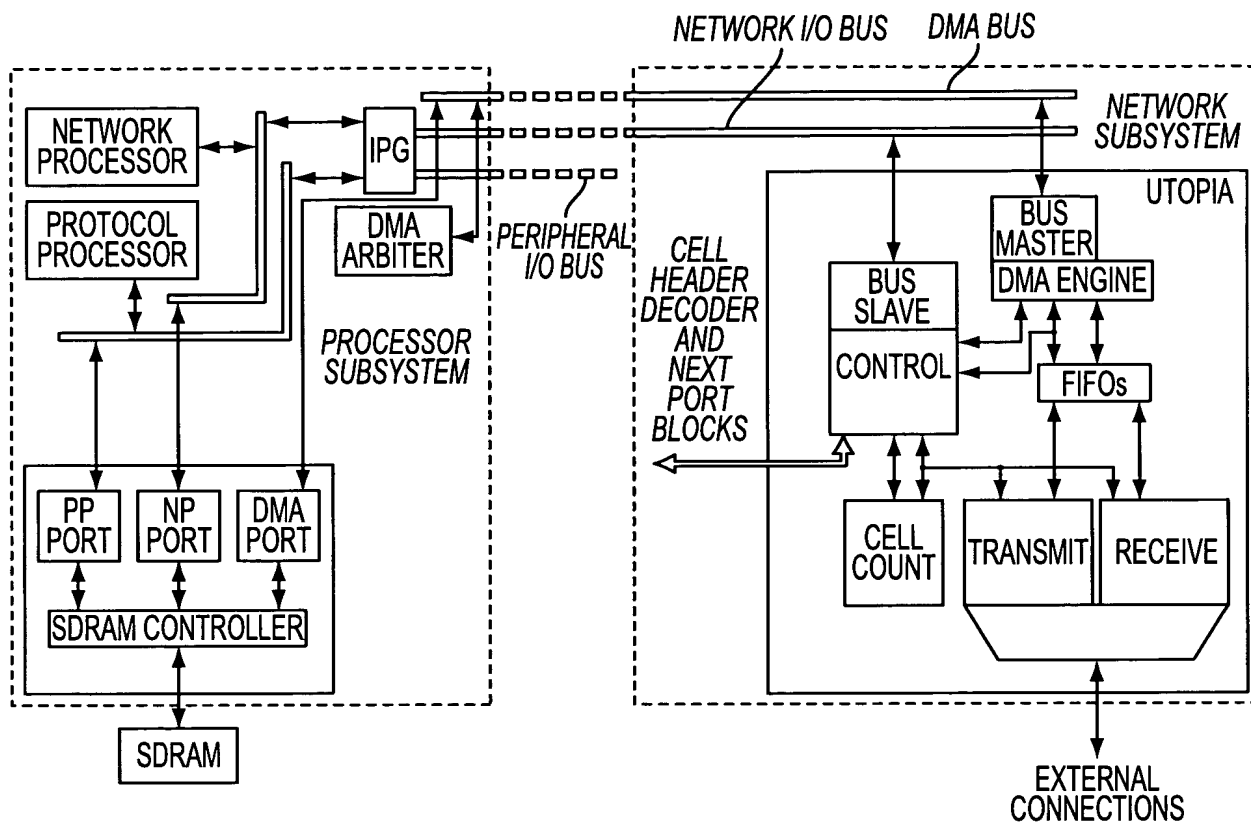 NETWORK I/O BUS
DMA BUS
NETWORK
PROCESSOR
IPG
NETWORK
SUBSYSTEM
PROTOCOL
PROCESSOR
DMA
ARBITER
PERIPHERAL
I/O BUS
PROCESSOR
SUBSYSTEM
UTOPIA
CELL
HEADER
DECODER
AND
NEXT
PORT
BLOCKS
BUS
MASTER
DMA ENGINE
BUS
SLAVE
CONTROL
FIFOs
PP
PORT
NP
PORT
DMA
PORT
CELL
COUNT
TRANSMIT
RECEIVE
SDRAM CONTROLLER
SDRAM
EXTERNAL
CONNECTIONS